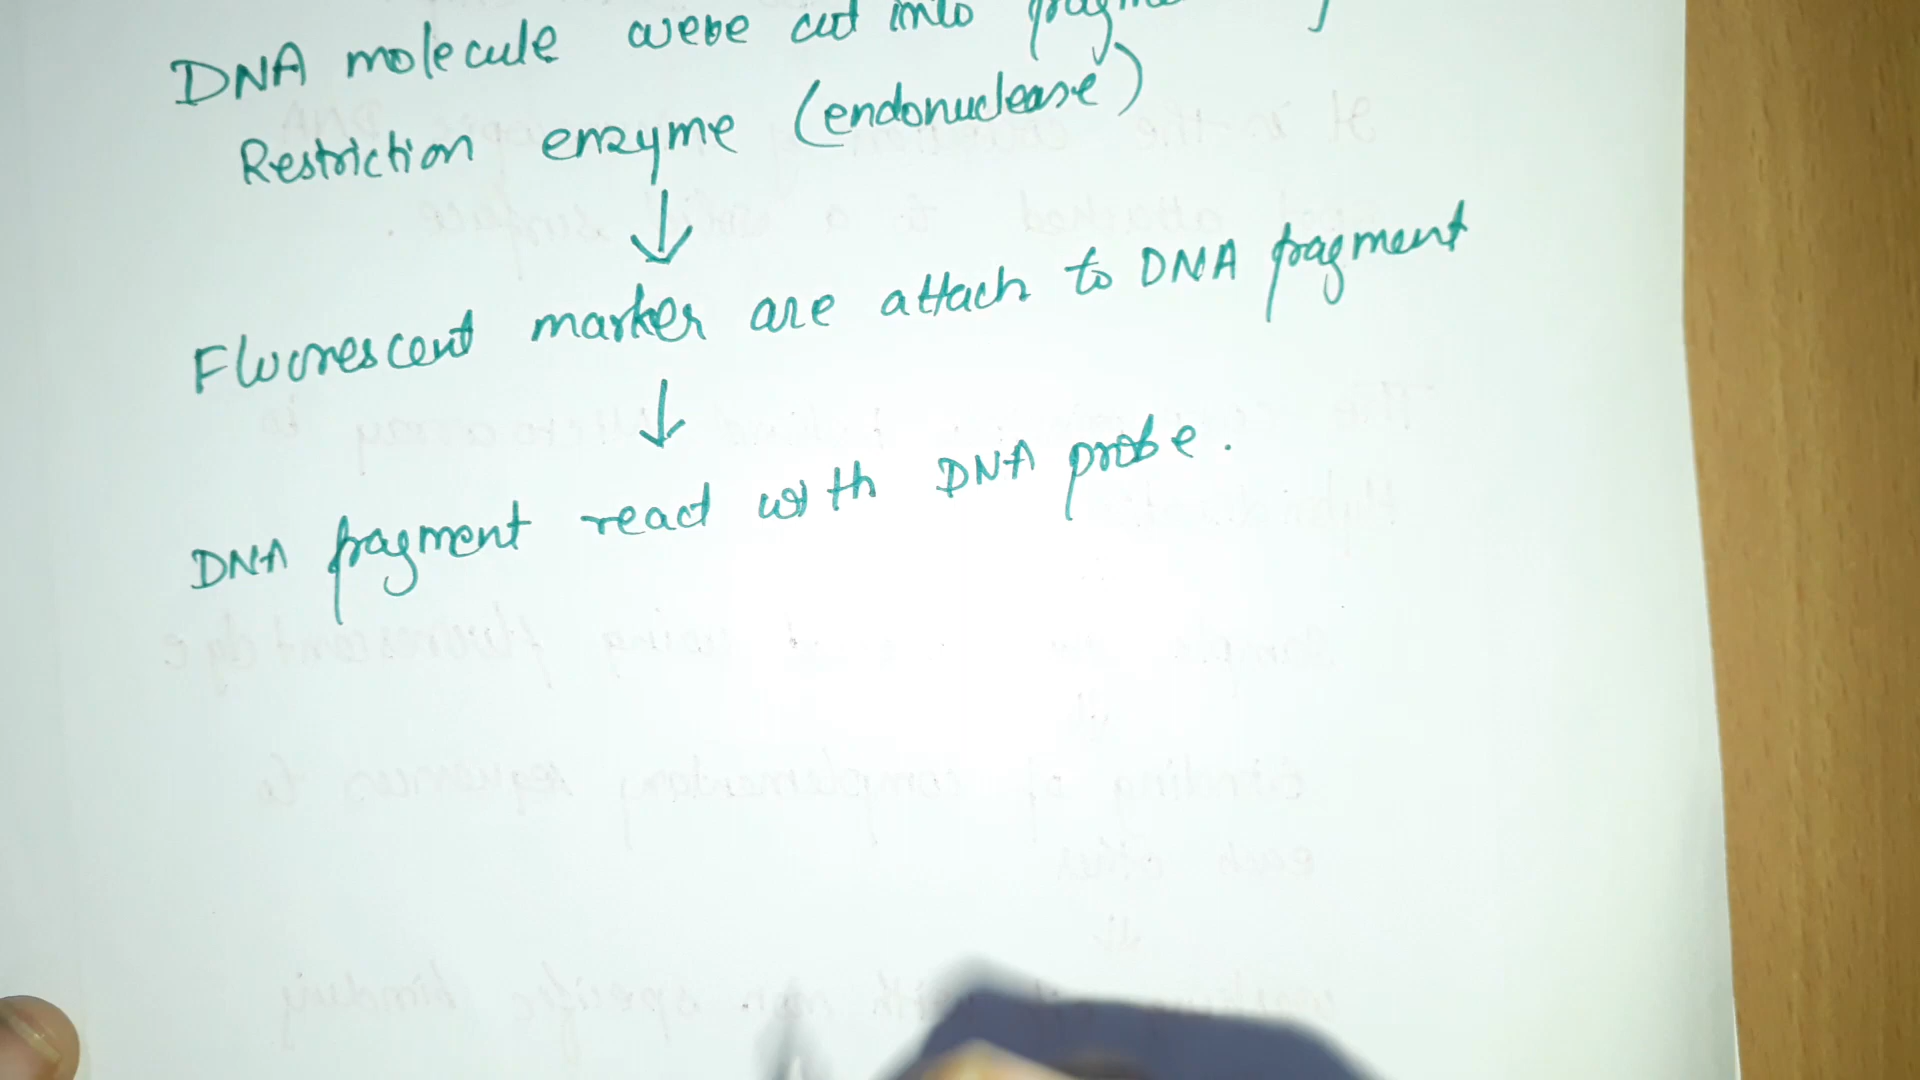 DNA molecule were cut into
Restriction enzyme (endonuclease)
↓
Fluorescent marker are attach to DNA fragment
↓
DNA fragment react with DNA probe.